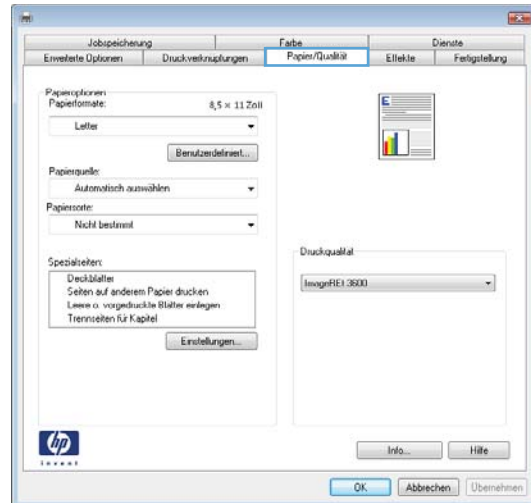 Jobspeicherung Farbe Dienste
Erweiterte Optionen Druckverknüpfungen Papier/Qualität Effekte Fertigstellung
Papieroptionen
Papierformate: 8,5 × 11 Zoll
Letter
Benutzerdefiniert...
Papierquelle:
Automatisch auswählen
Papiersorte:
Nicht bestimmt
Spezialseiten:
Deckblätter
Seiten auf anderem Papier drucken
Leere o. vorgedruckte Blätter einlegen
Trennseiten für Kapitel
Einstellungen...
E
Druckqualität
ImageREt 3600
hp
invent
Info... Hilfe
OK Abbrechen Übernehmen